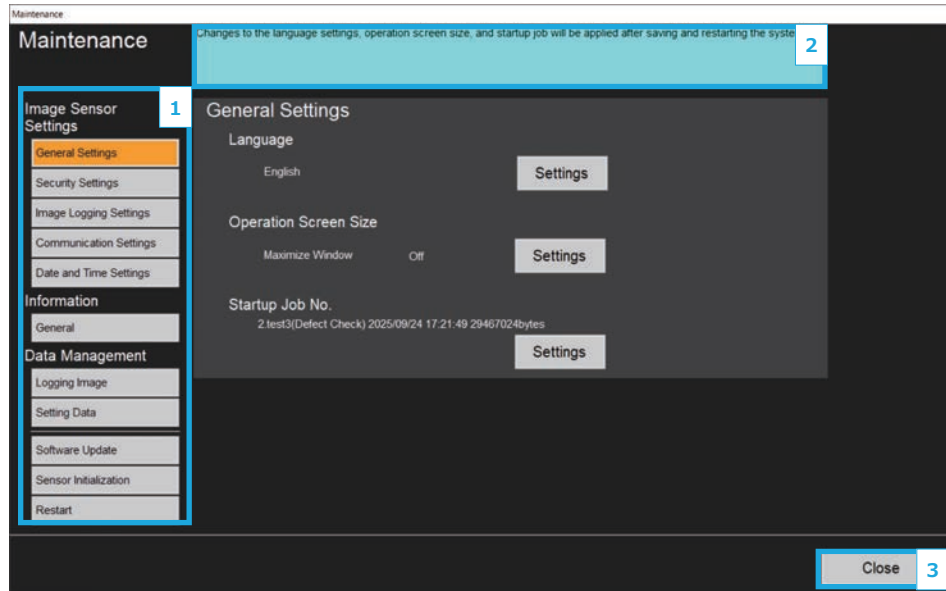 Maintenance
Maintenance
Changes to the language settings, operation screen size, and startup job will be applied after saving and restarting the syste
2
1
Image Sensor
Settings
General Settings
Security Settings
Image Logging Settings
Communication Settings
Date and Time Settings
Information
General
Data Management
Logging Image
Setting Data
Software Update
Sensor Initialization
Restart
General Settings
Language
English
Settings
Operation Screen Size
Maximize Window Off
Settings
Startup Job No.
2.test3(Defect Check) 2025/09/24 17:21:49 29467024bytes
Settings
Close
3